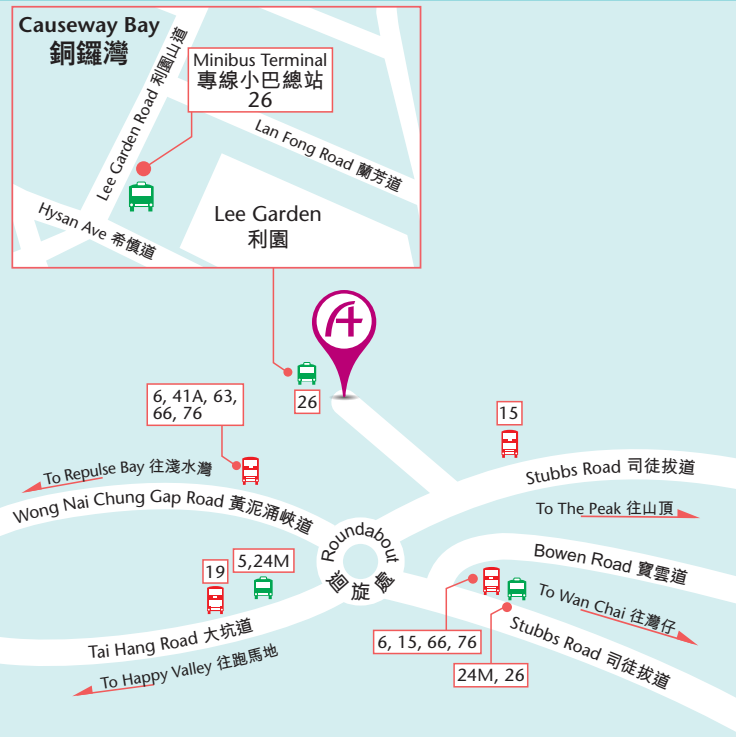 Causeway Bay
銅鑼灣
Minibus Terminal
專線小巴總站
26
Lee Garden Road 利園山道
Lan Fong Road 蘭芳道
Hysan Ave 希慎道
Lee Garden
利園
26
6, 41A, 63,
66, 76
15
To Repulse Bay 往淺水灣
Stubbs Road 司徒拔道
Wong Nai Chung Gap Road 黃泥涌峽道
To The Peak 往山頂
Roundabout
迴旋處
Bowen Road 寶雲道
19
5,24M
To Wan Chai 往灣仔
Tai Hang Road 大坑道
6, 15, 66, 76
Stubbs Road 司徒拔道
To Happy Valley 往跑馬地
24M, 26